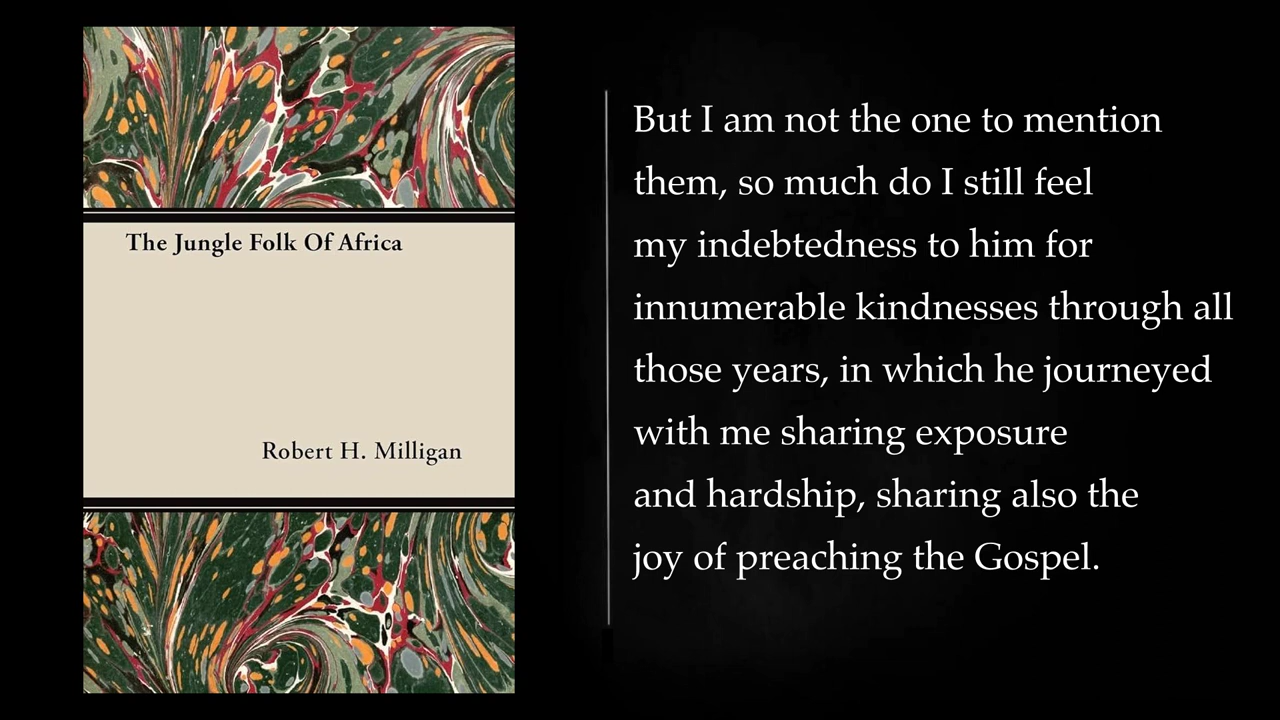 The Jungle Folk Of Africa
Robert H. Milligan
But I am not the one to mention
them, so much do I still feel
my indebtedness to him for
innumerable kindnesses through all
those years, in which he journeyed
with me sharing exposure
and hardship, sharing also the
joy of preaching the Gospel.